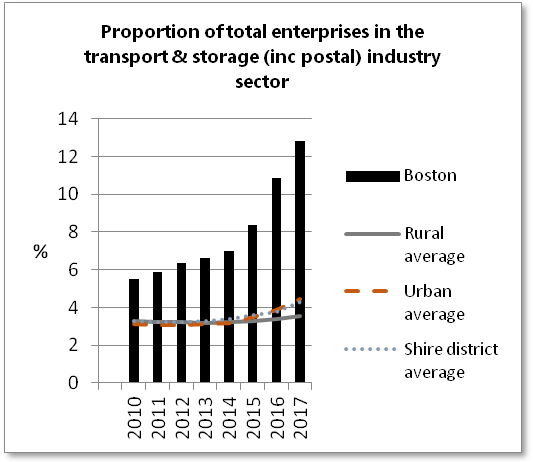 Proportion of total enterprises in the
transport & storage (inc postal) industry
sector
14
12
10
8
6
4
2
0
%
2010
2011
2012
2013
2014
2015
2016
2017
Boston
Rural
average
Urban
average
Shire district
average